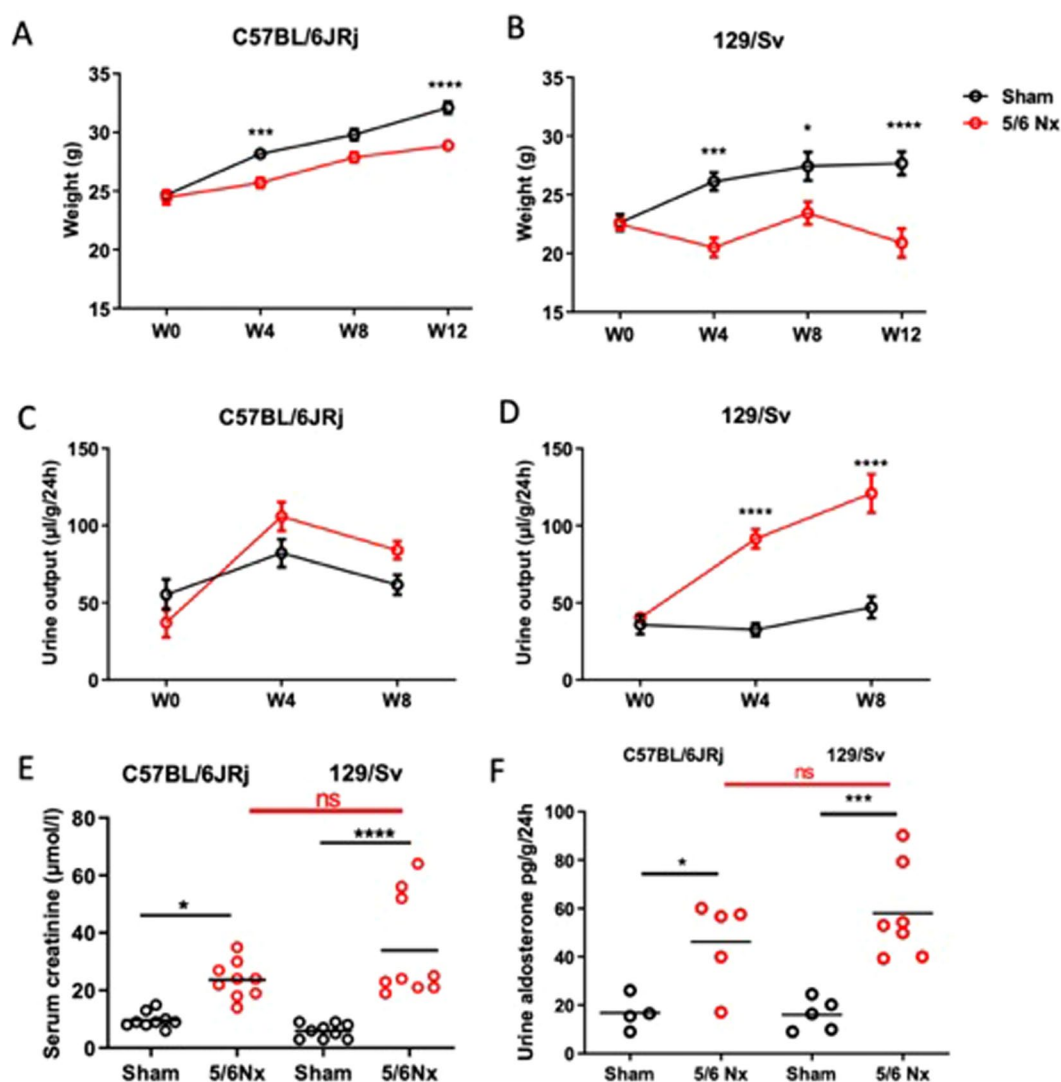 A
C57BL/6JRj
Weight (g)
35
30
25
20
15
***
****
W0 W4 W8 W12
B
129/Sv
Weight (g)
35
30
25
20
15
***
*
****
W0 W4 W8 W12
Sham
5/6 Nx
C
C57BL/6JRj
Urine output (µl/g/24h)
150
100
50
0
W0 W4 W8
D
129/Sv
Urine output (µl/g/24h)
150
100
50
0
****
****
W0 W4 W8
E
C57BL/6JRj 129/Sv
ns
****
*
Serum creatinine (µmol/l)
80
60
40
20
0
Sham 5/6Nx Sham 5/6Nx
F
C57BL/6JRj 129/Sv
ns
***
*
Urine aldosterone pg/g/24h
100
80
60
40
20
0
Sham 5/6 Nx Sham 5/6 Nx